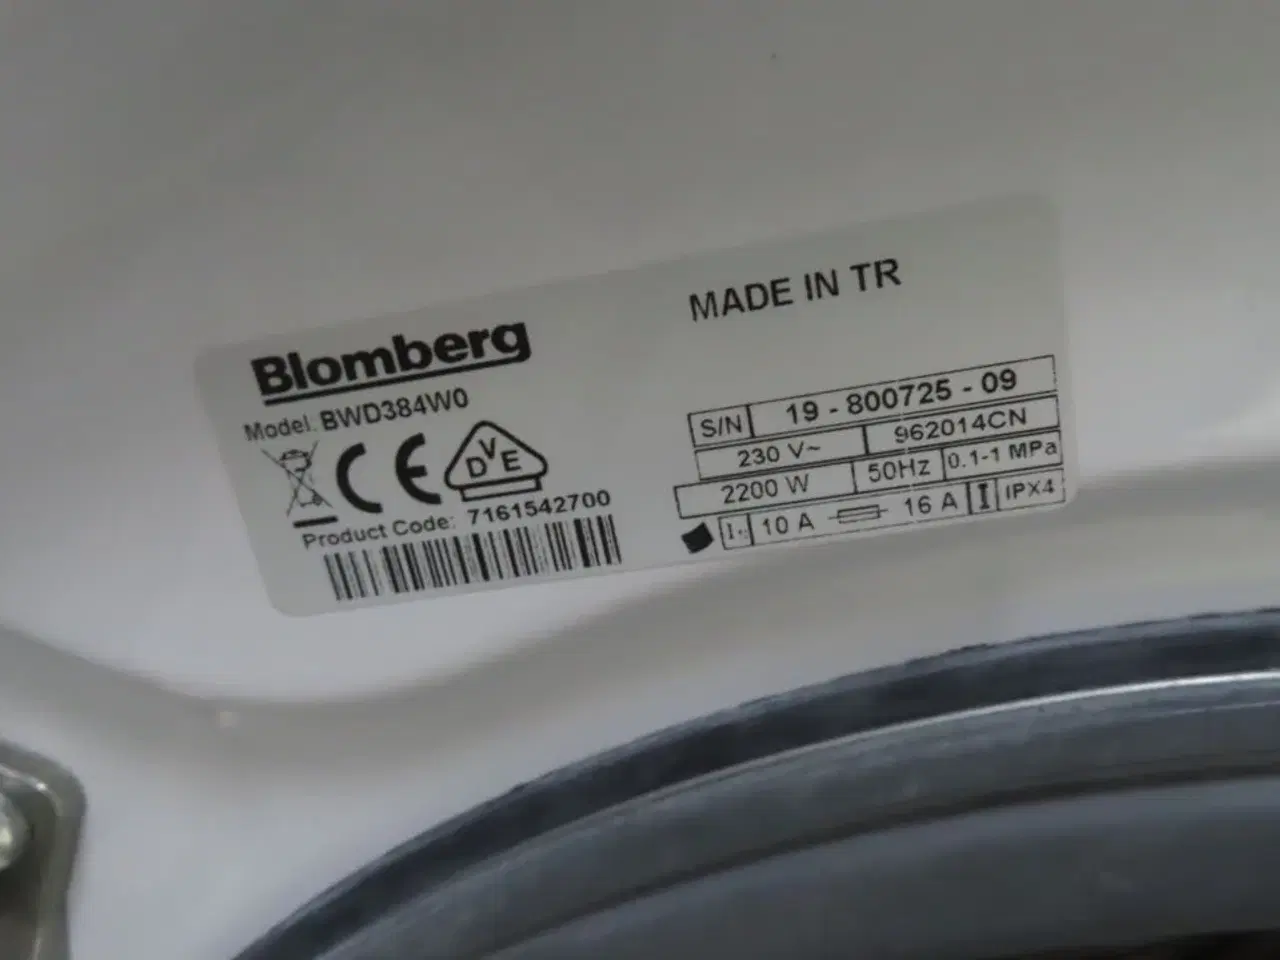 Blomberg
Model: BWD384W0
DVE
Product Code: 7161542700
MADE IN TR
S/N 19 - 800725 - 09
230 V~ 962014CN
2200 W 50Hz 0.1-1 MPa
10 A 16 A IPX4